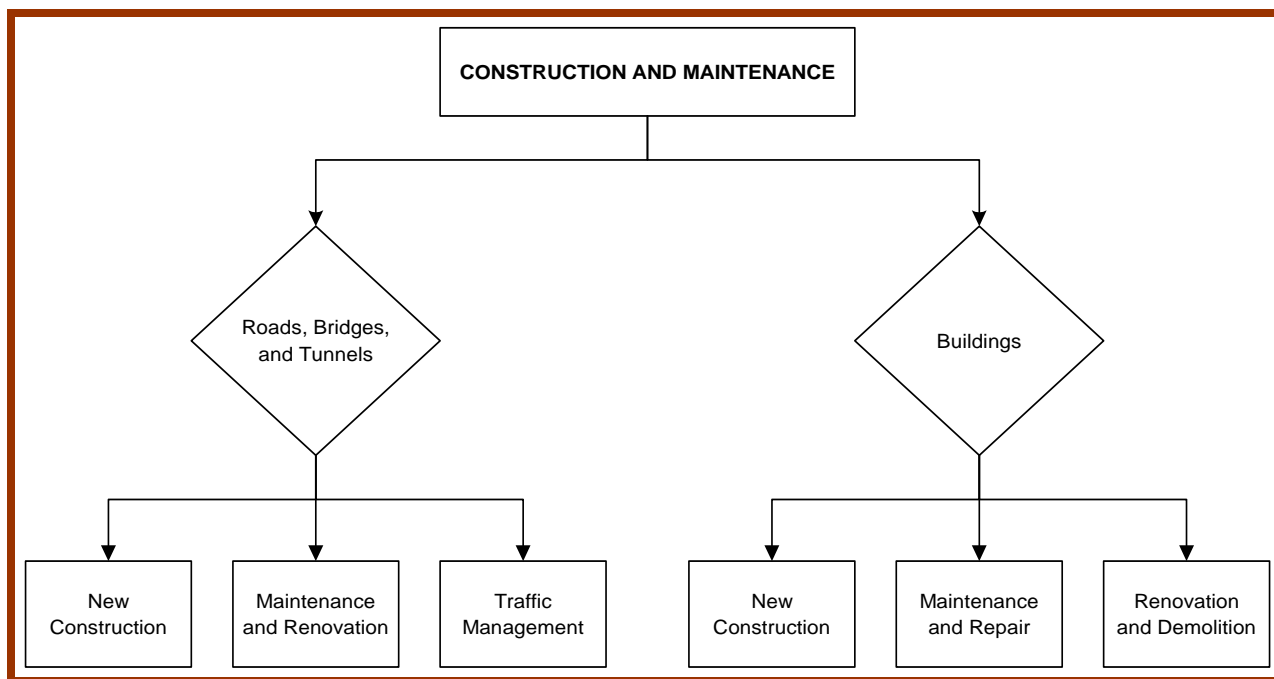 CONSTRUCTION AND MAINTENANCE
Roads, Bridges,
and Tunnels
Buildings
New
Construction
Maintenance
and Renovation
Traffic
Management
New
Construction
Maintenance
and Repair
Renovation
and Demolition